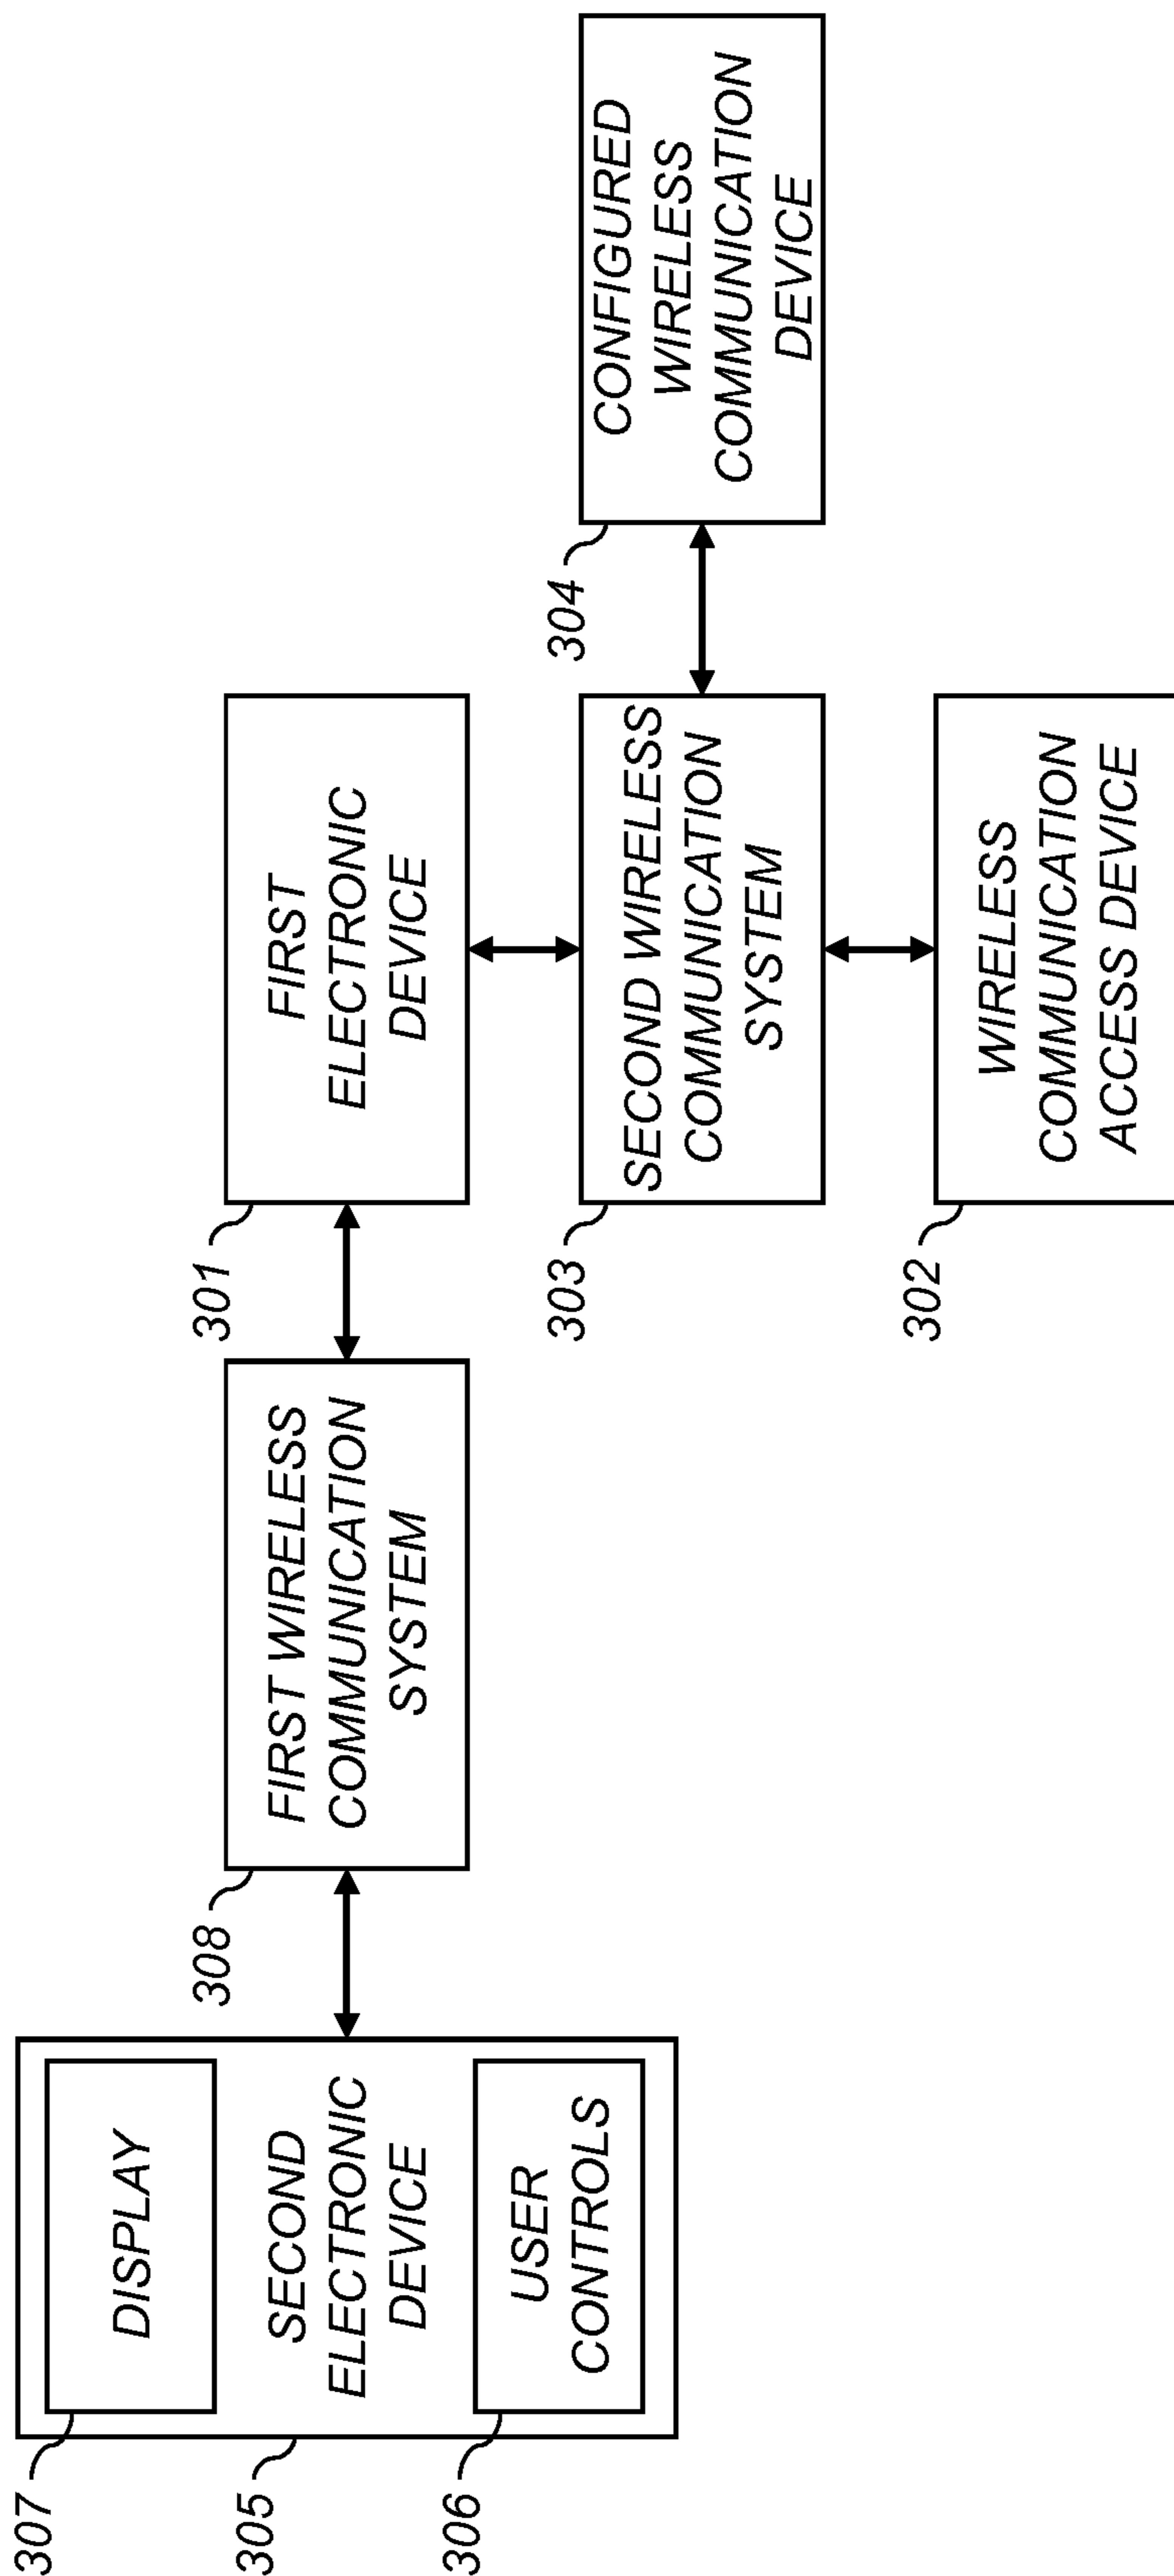 307
DISPLAY
305
SECOND
ELECTRONIC
DEVICE
306
USER
CONTROLS
308
FIRST WIRELESS
COMMUNICATION
SYSTEM
301
FIRST
ELECTRONIC
DEVICE
303
SECOND WIRELESS
COMMUNICATION
SYSTEM
302
WIRELESS
COMMUNICATION
ACCESS DEVICE
304
CONFIGURED
WIRELESS
COMMUNICATION
DEVICE